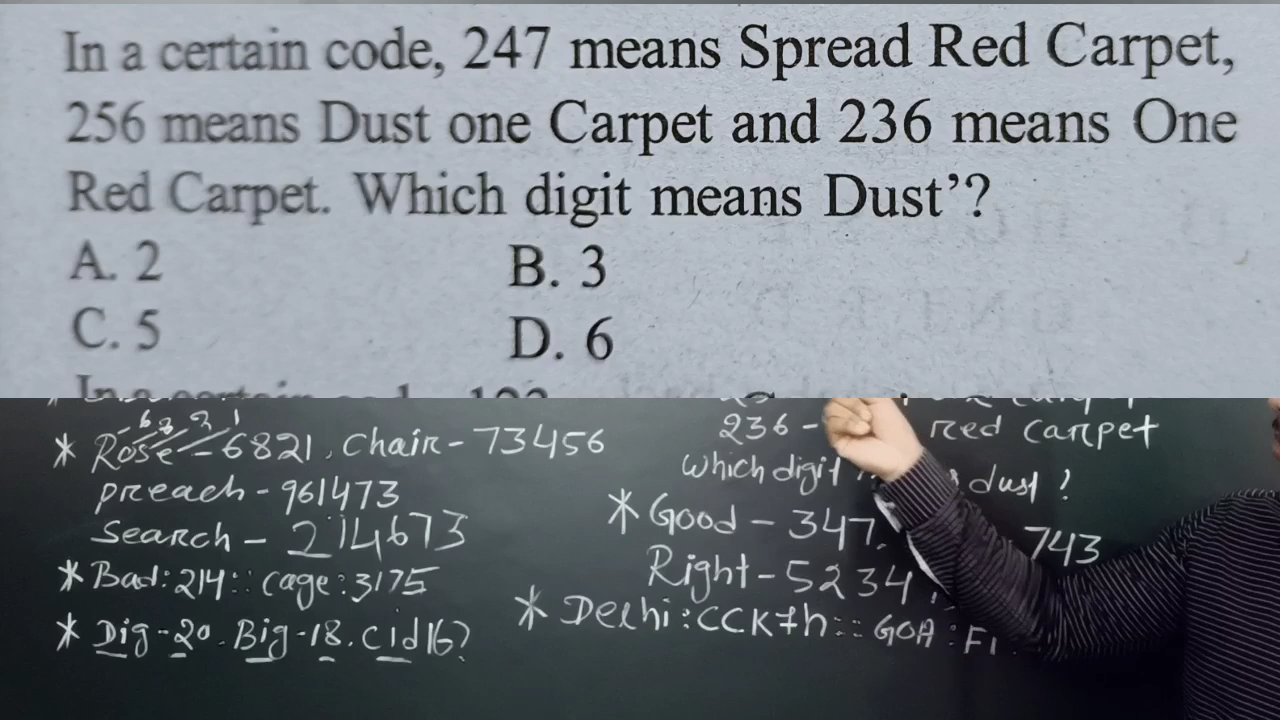 In a certain code, 247 means Spread Red Carpet,
256 means Dust one Carpet and 236 means One
Red Carpet. Which digit means Dust’?
A. 2
B. 3
C. 5
D. 6
* Rose - 6821, Chair - 73456
preach - 961473
Search - 214673
* Bad : 214 :: cage : 3175
* Dig - 20. Big - 18. cid 16?
236 - red carpet
which digit dust ?
* Good - 347. 743
Right - 5234
* Delhi : CCK7h :: GOA : F1